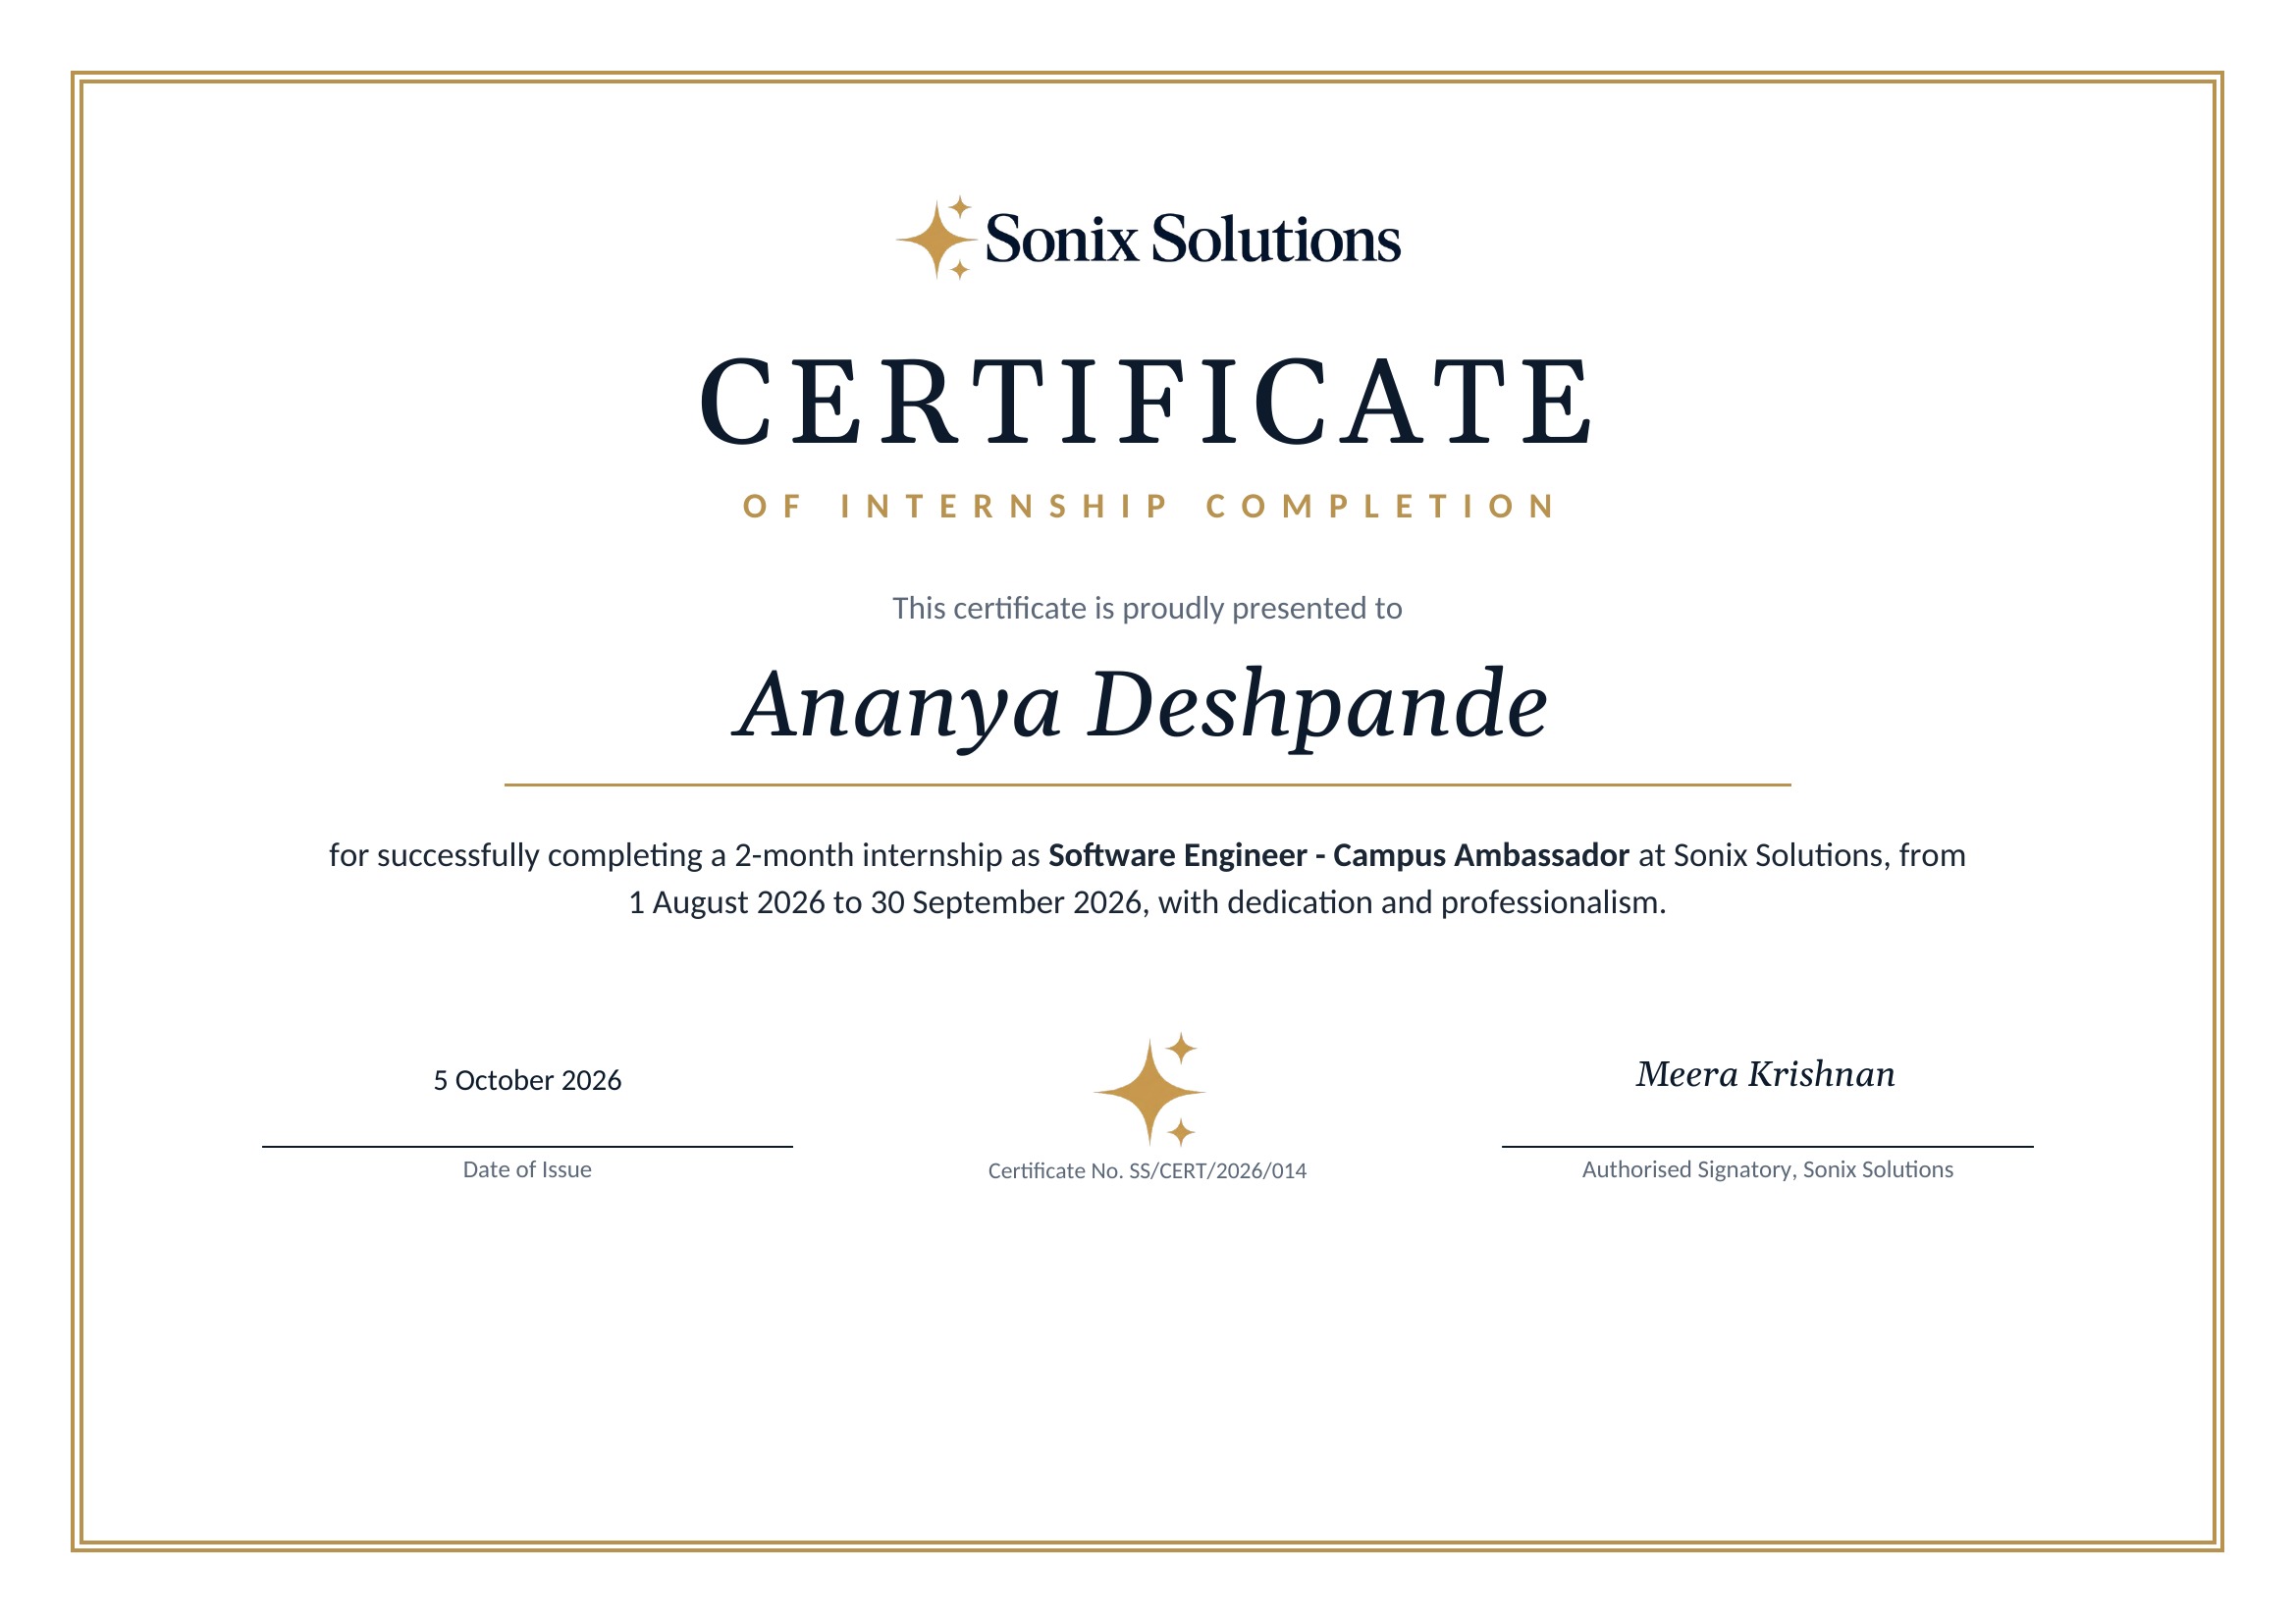 Sonix Solutions
CERTIFICATE
OF INTERNSHIP COMPLETION
This certificate is proudly presented to
Ananya Deshpande
for successfully completing a 2-month internship as Software Engineer - Campus Ambassador at Sonix Solutions, from
1 August 2026 to 30 September 2026, with dedication and professionalism.
5 October 2026
Date of Issue
Certificate No. SS/CERT/2026/014
Meera Krishnan
Authorised Signatory, Sonix Solutions